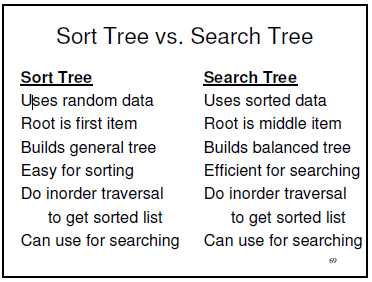 Sort Tree vs. Search Tree
Sort Tree
Uses random data
Root is first item
Builds general tree
Easy for sorting
Do inorder traversal
to get sorted list
Can use for searching
Search Tree
Uses sorted data
Root is middle item
Builds balanced tree
Efficient for searching
Do inorder traversal
to get sorted list
Can use for searching
69